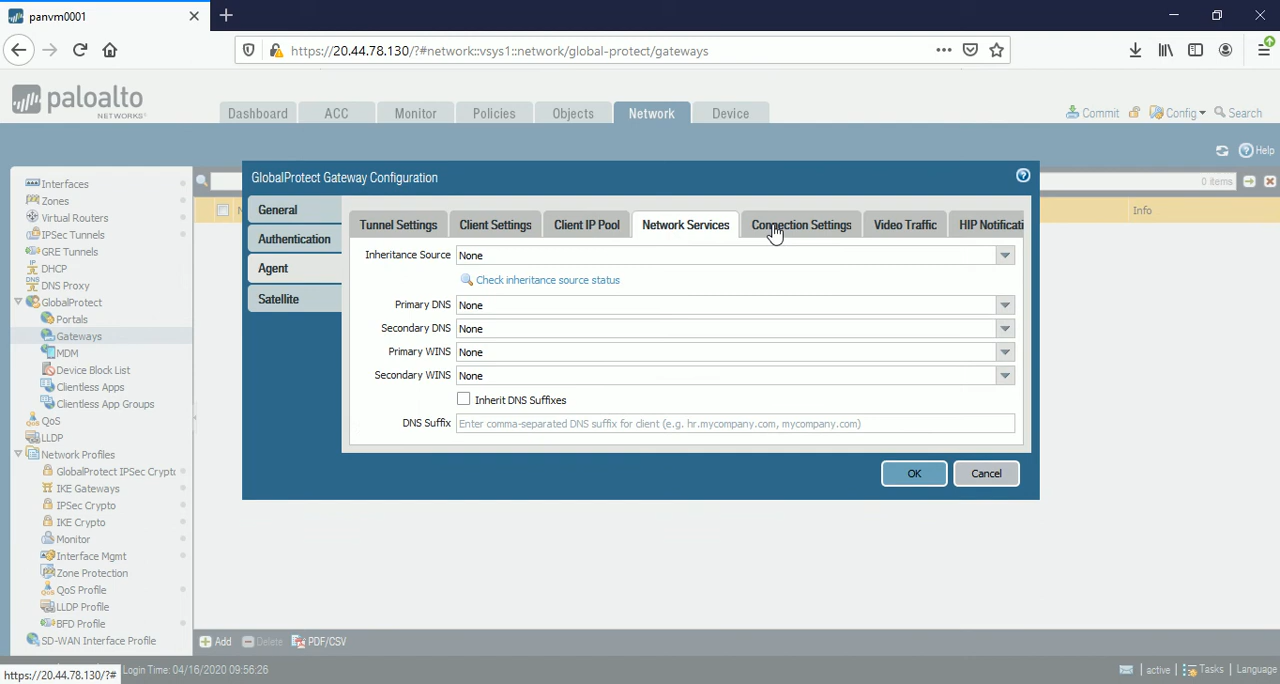 panvm0001
https://20.44.78.130/?#network::vsys1::network/global-protect/gateways
paloalto
NETWORKS
Dashboard
ACC
Monitor
Policies
Objects
Network
Device
Commit
Config
Search
Help
Interfaces
Zones
Virtual Routers
IPSec Tunnels
GRE Tunnels
DHCP
DNS Proxy
GlobalProtect
Portals
Gateways
MDM
Device Block List
Clientless Apps
Clientless App Groups
QoS
LLDP
Network Profiles
GlobalProtect IPSec Crypto
IKE Gateways
IPSec Crypto
IKE Crypto
Monitor
Interface Mgmt
Zone Protection
QoS Profile
LLDP Profile
BFD Profile
SD-WAN Interface Profile
0 items
Info
GlobalProtect Gateway Configuration
General
Authentication
Agent
Satellite
Tunnel Settings
Client Settings
Client IP Pool
Network Services
Connection Settings
Video Traffic
HIP Notificati
Inheritance Source None
Check inheritance source status
Primary DNS None
Secondary DNS None
Primary WINS None
Secondary WINS None
Inherit DNS Suffixes
DNS Suffix Enter comma-separated DNS suffix for client (e.g. hr.mycompany.com, mycompany.com)
OK
Cancel
Add
Delete
PDF/CSV
https://20.44.78.130/?#
Login Time: 04/16/2020 09:56:26
active
Tasks
Language